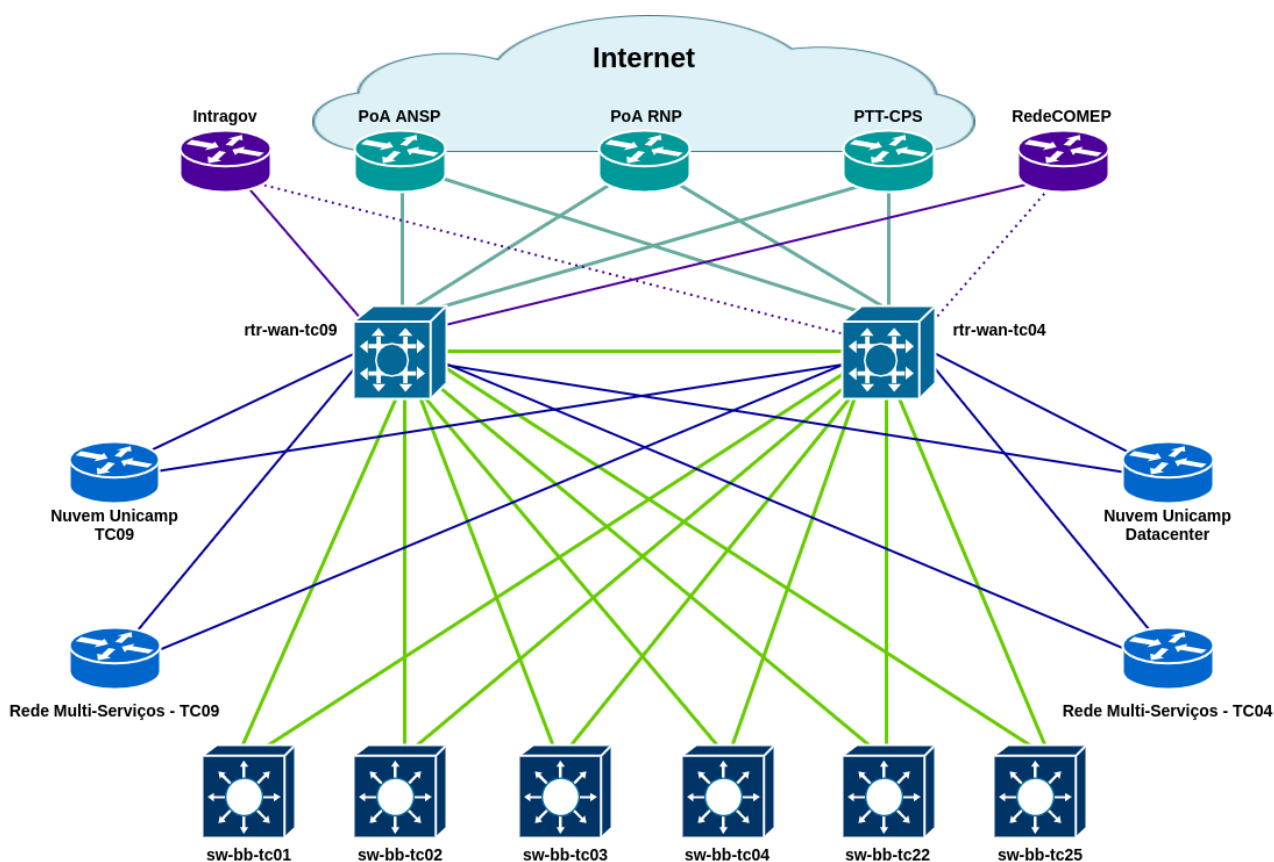 Internet
Intragov
PoA ANSP
PoA RNP
PTT-CPS
RedeCOMEP
rtr-wan-tc09
rtr-wan-tc04
Nuvem Unicamp
TC09
Nuvem Unicamp
Datacenter
Rede Multi-Serviços - TC09
Rede Multi-Serviços - TC04
sw-bb-tc01
sw-bb-tc02
sw-bb-tc03
sw-bb-tc04
sw-bb-tc22
sw-bb-tc25